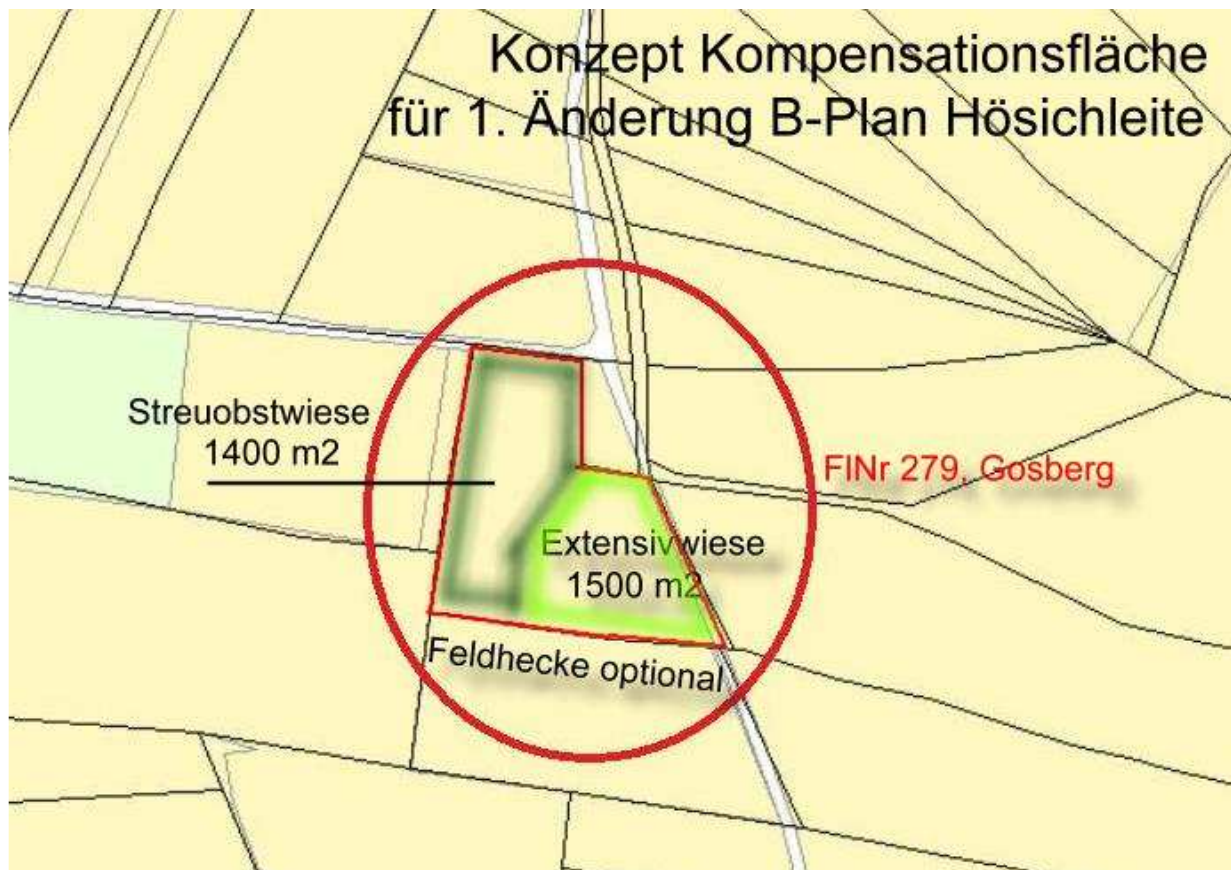 Konzept Kompensationsfläche
für 1. Änderung B-Plan Hösichleite
Streuobstwiese
1400 m2
FlNr 279, Gosberg
Extensivwiese
1500 m2
Feldhecke optional